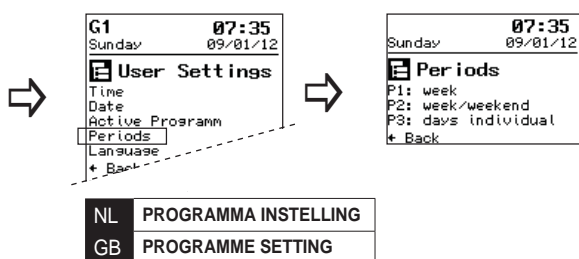 G1 07:35
Sunday 09/01/12
User Settings
Time
Date
Active Programm
Periods
Language
← Back
07:35
Sunday 09/01/12
Periods
P1: week
P2: week/weekend
P3: days individual
← Back
NL PROGRAMMA INSTELLING
GB PROGRAMME SETTING